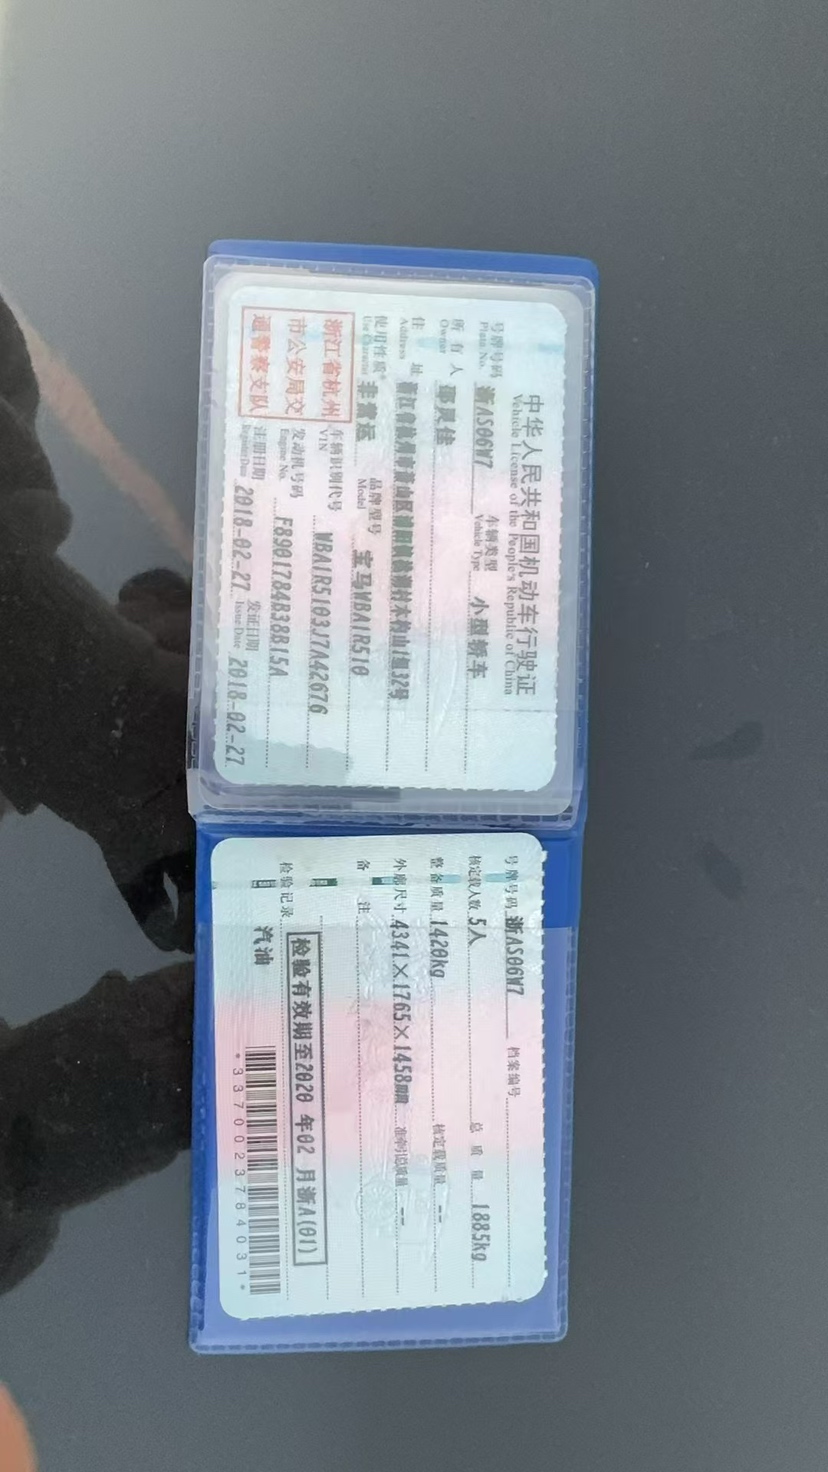 中华人民共和国机动车行驶证
Vehicle License of the People's Republic of China
号牌号码 浙AS06W7 车辆类型 小型轿车
Plate No. Vehicle Type
所有人
Owner
住址 浙江省杭州市萧山区
Address
使用性质 非营运 品牌型号 宝马WBA1R510
Use Character Model
浙江省杭州
市公安局交
通警察支队
车辆识别代号 WBA1R5103J7A42676
VIN
发动机号码 F8901784B38B15A
Engine No.
注册日期 2018-02-27 发证日期 2018-02-27
Register Date Issue Date
号牌号码 浙AS06W7 档案编号
核定载人数 5人 总质量 1885kg
整备质量 1420kg 核定载质量 --
外廓尺寸 4341×1765×1458mm 准牵引总质量 --
备注
检验有效期至2020年02月浙A(01)
检验记录
汽油
*3370023784031*